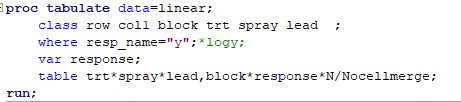 proc tabulate data=linear;
class row coll block trt spray lead ;
where resp_name="y";*logy;
var response;
table trt*spray*lead,block*response*N/Nocellmerge;
run;